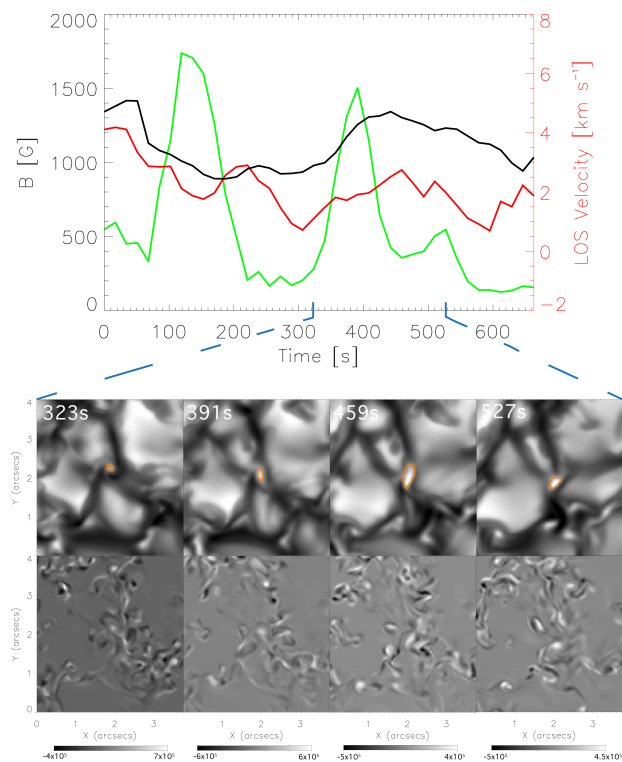 2000
1500
1000
500
0
B [G]
8
6
4
2
0
-2
LOS Velocity [km s⁻¹]
0 100 200 300 400 500 600
Time [s]
323s 391s 459s 527s
4
3
2
1
Y (arcsecs)
4
3
2
1
0
Y (arcsecs)
0 1 2 3 1 2 3 1 2 3 1 2 3
X (arcsecs) X (arcsecs) X (arcsecs) X (arcsecs)
-4x10⁵ 7x10⁵ -6x10⁵ 6x10⁵ -5x10⁵ 4x10⁵ -5x10⁵ 4.5x10⁵